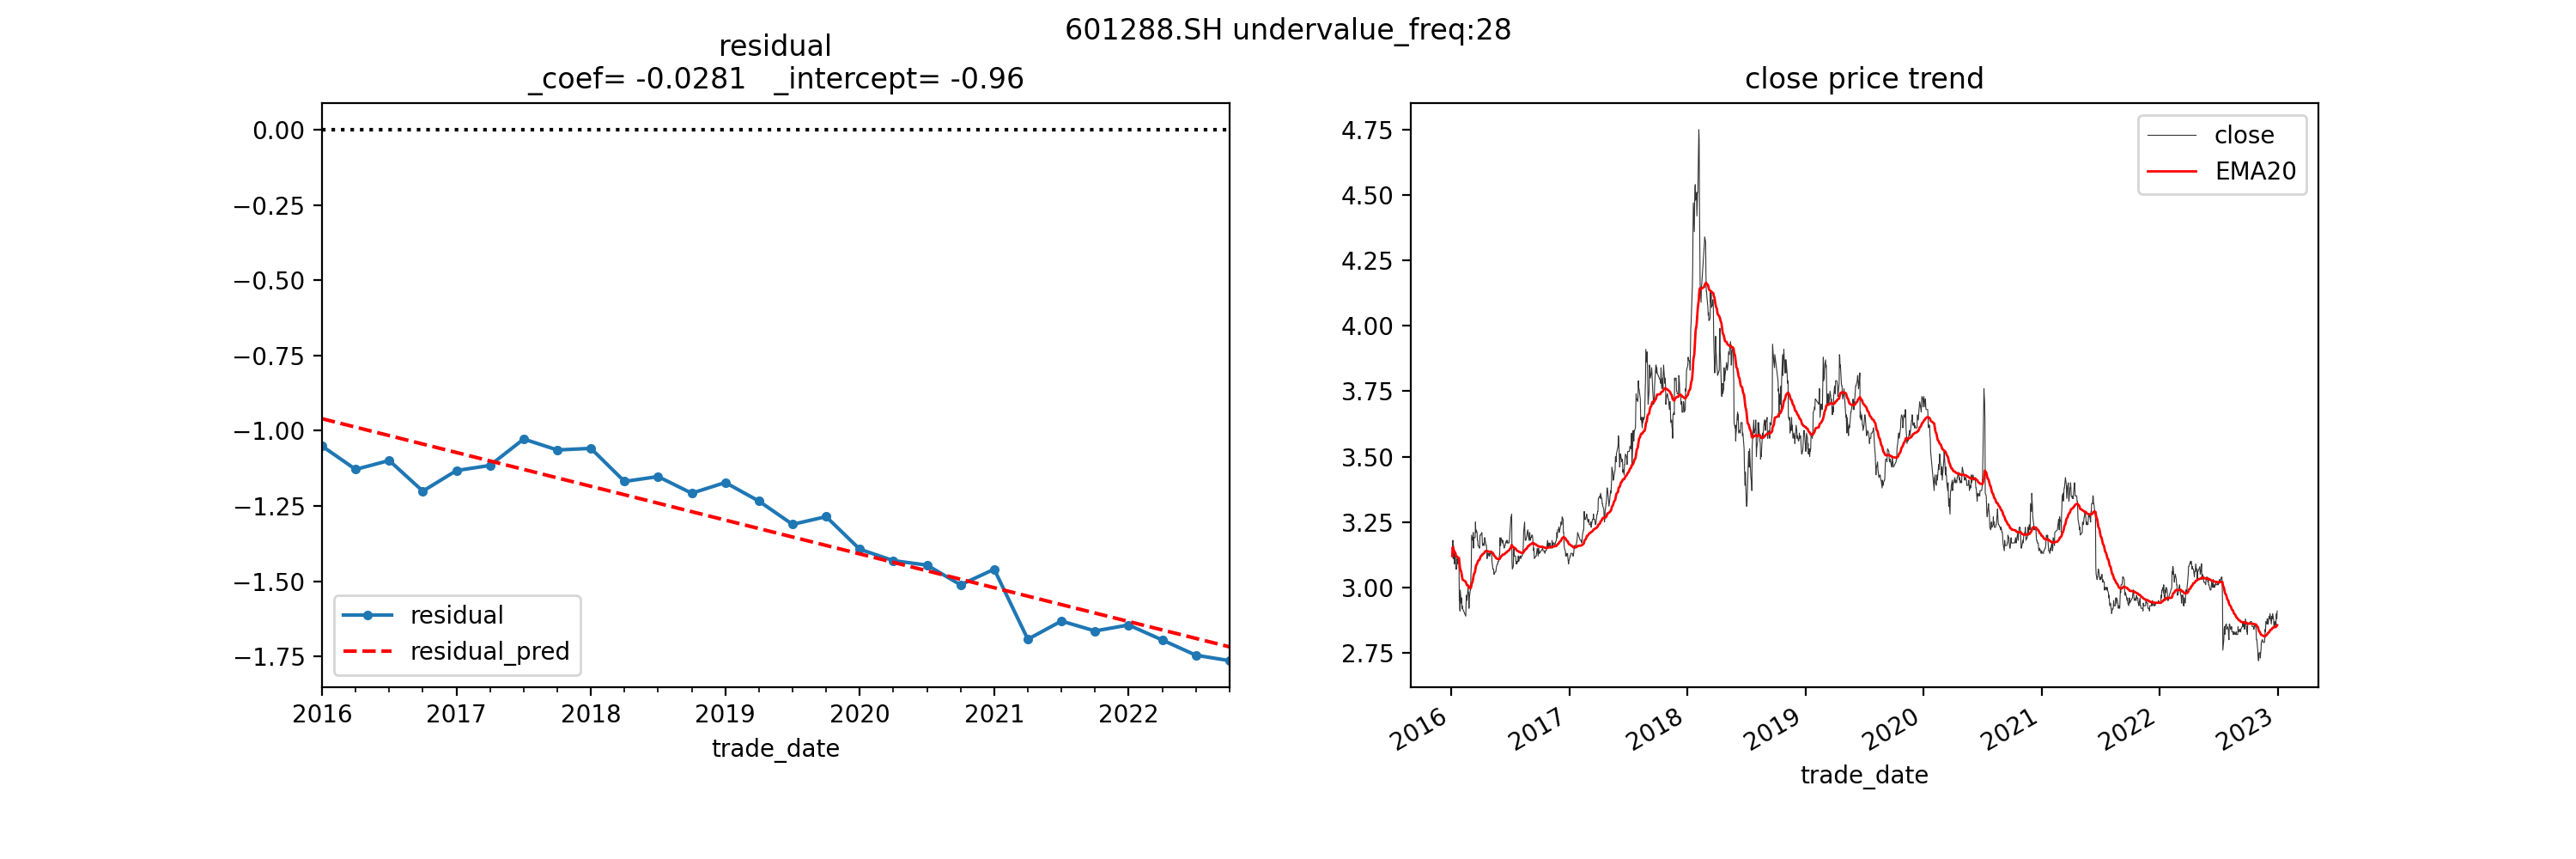 601288.SH undervalue_freq:28
residual
_coef= -0.0281 _intercept= -0.96
0.00
−0.25
−0.50
−0.75
−1.00
−1.25
−1.50
−1.75
residual
residual_pred
2016 2017 2018 2019 2020 2021 2022
trade_date
close price trend
4.75
4.50
4.25
4.00
3.75
3.50
3.25
3.00
2.75
close
EMA20
2016 2017 2018 2019 2020 2021 2022 2023
trade_date